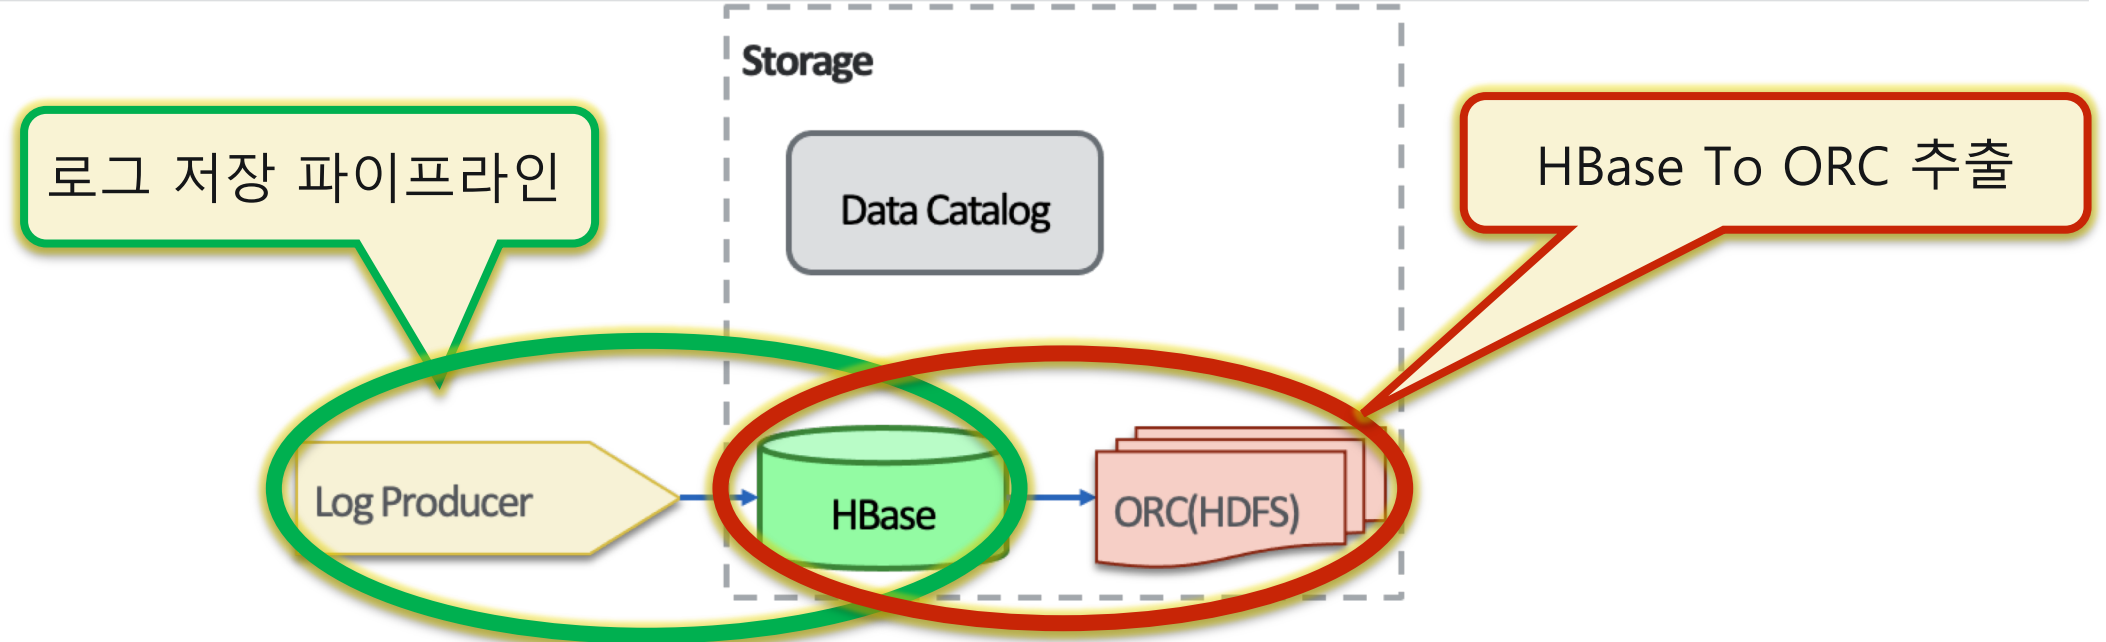 Storage
로그 저장 파이프라인
HBase To ORC 추출
Data Catalog
Log Producer
HBase
ORC(HDFS)